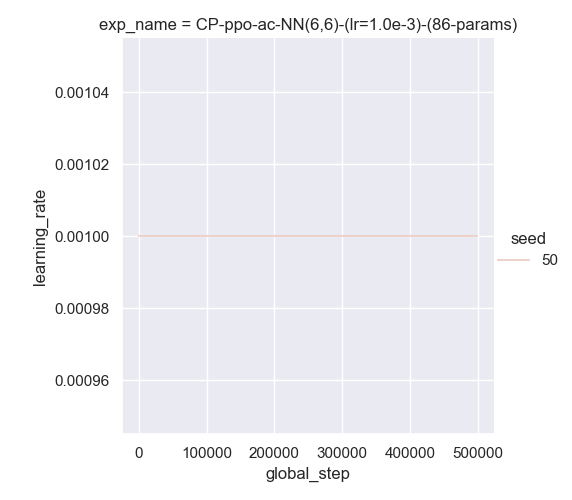 exp_name = CP-ppo-ac-NN(6,6)-(lr=1.0e-3)-(86-params)
0.00104
0.00102
0.00100
0.00098
0.00096
learning_rate
0 100000 200000 300000 400000 500000
global_step
seed
50